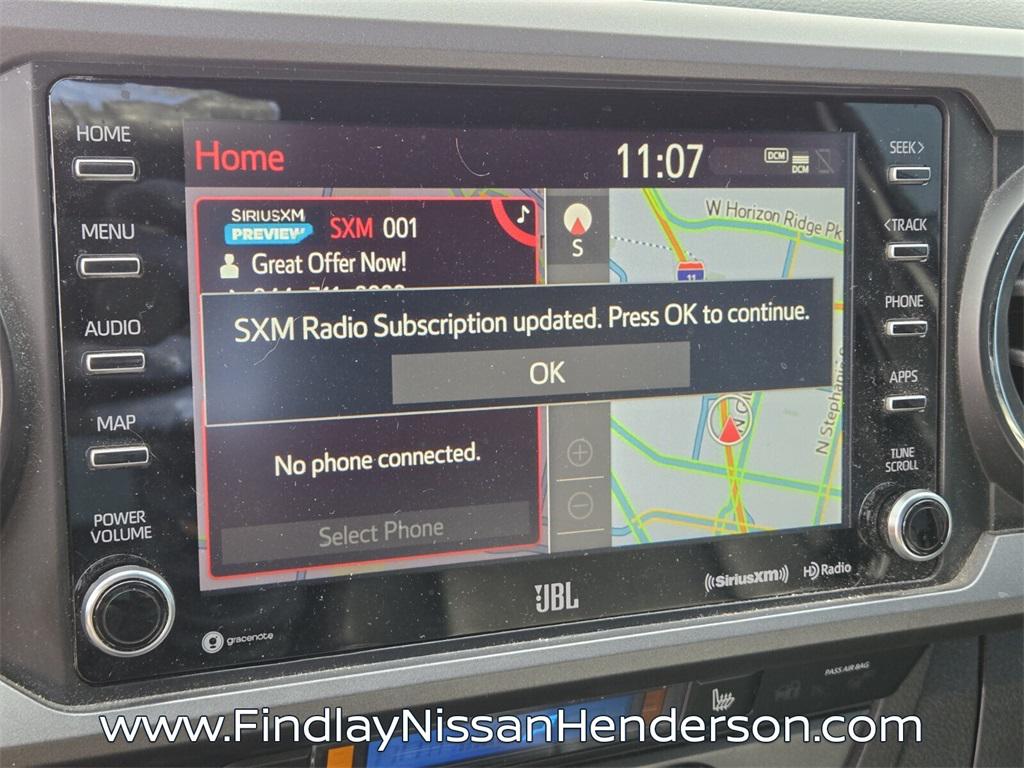 HOME
MENU
AUDIO
MAP
POWER
VOLUME
Home
11:07
DCM
DCM
SIRIUSXM
PREVIEW
SXM 001
Great Offer Now!
S
W Horizon Ridge Pk
11
SXM Radio Subscription updated. Press OK to continue.
OK
No phone connected.
Select Phone
N Stephanie
SEEK>
<TRACK
PHONE
APPS
TUNE
SCROLL
gracenote
JBL
((SiriusXM))
HD Radio
PASS AIR BAG
www.FindlayNissanHenderson.com